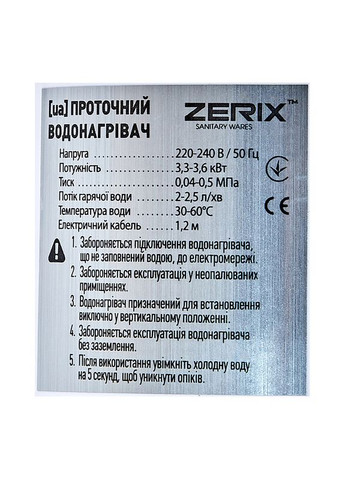 [ua] ПРОТОЧНИЙ
ВОДОНАГРІВАЧ
ZERIX™
SANITARY WARES
Напруга 220-240 В / 50 Гц
Потужність 3,3-3,6 кВт
Тиск 0,04-0,5 МПа
Потік гарячої води 2-2,5 л/хв
Температура води 30-60°C
Електричний кабель 1,2 м
CE
1. Забороняється підключення водонагрівача,
що не заповнений водою, до електромережі.
2. Забороняється експлуатація у неопалюваних
приміщеннях.
3. Водонагрівач призначений для встановлення
виключно у вертикальному положенні.
4. Забороняється експлуатація водонагрівача
без заземлення.
5. Після використання увімкніть холодну воду
на 5 секунд, щоб уникнути опіків.